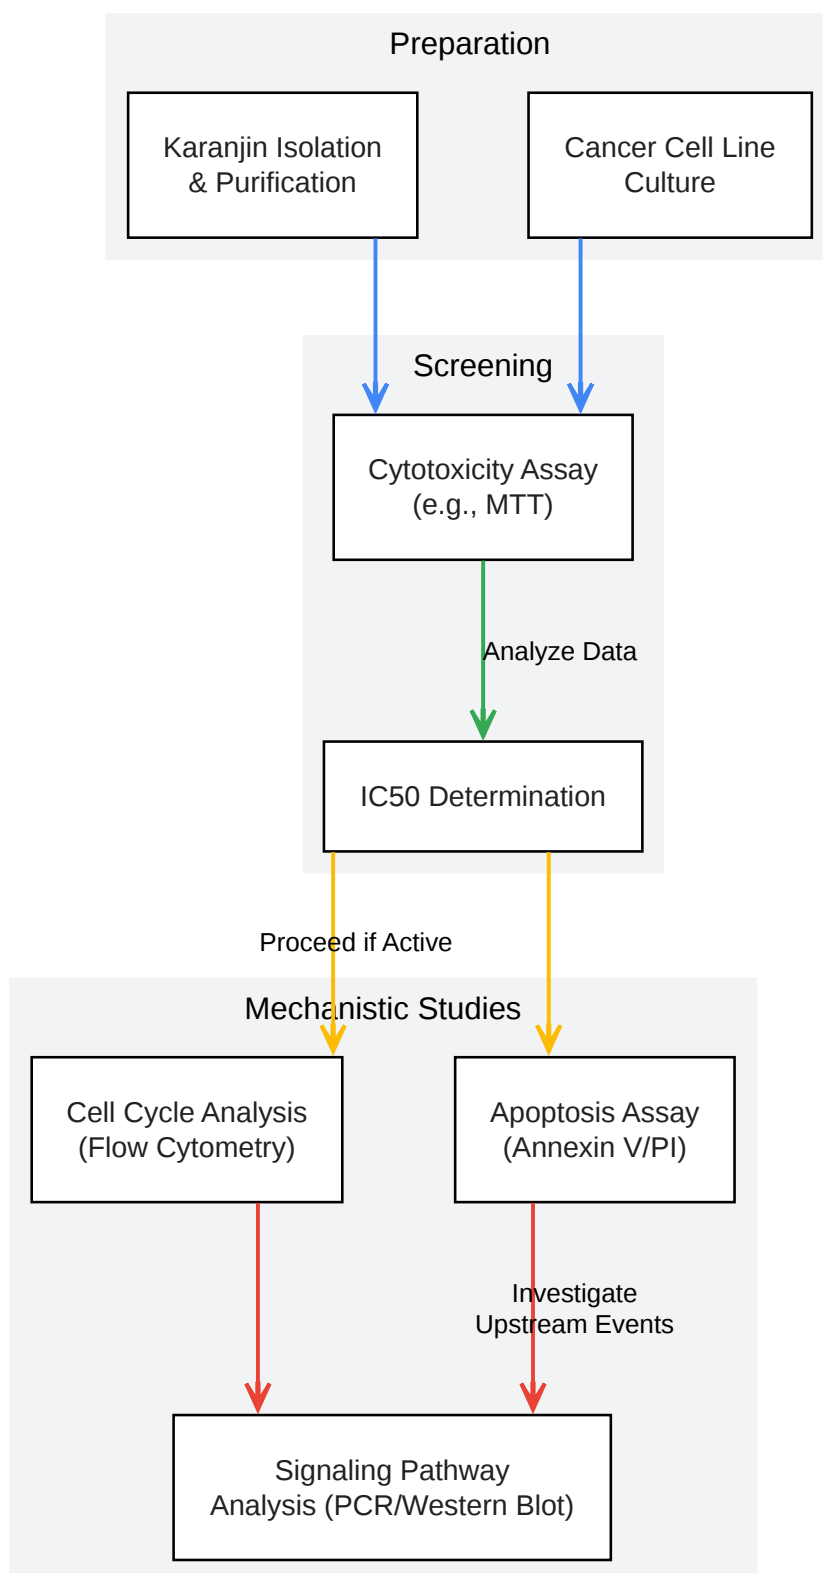 Preparation
Karanjin Isolation
& Purification
Cancer Cell Line
Culture
Screening
Cytotoxicity Assay
(e.g., MTT)
Analyze Data
IC50 Determination
Proceed if Active
Mechanistic Studies
Cell Cycle Analysis
(Flow Cytometry)
Apoptosis Assay
(Annexin V/PI)
Investigate
Upstream Events
Signaling Pathway
Analysis (PCR/Western Blot)